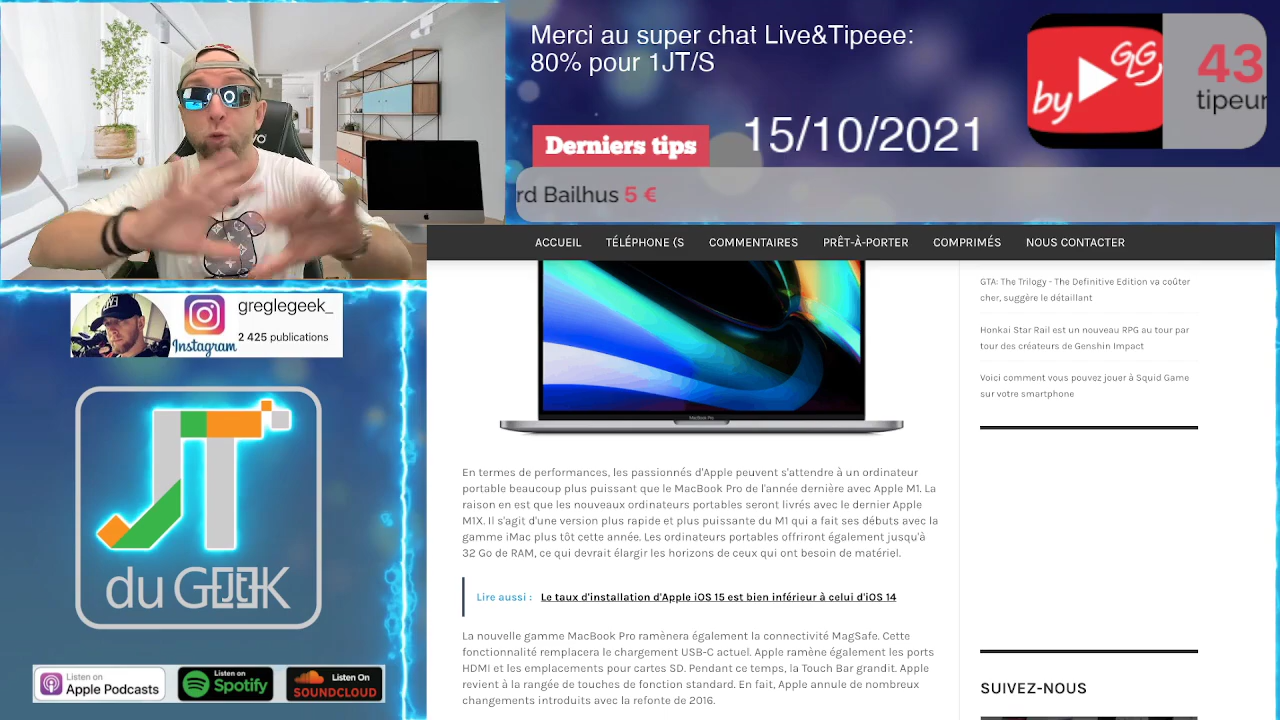 Merci au super chat Live&Tipeee:
80% pour 1JT/S
by GLG
43
tipeur
Derniers tips
15/10/2021
rd Bailhus 5 €
ACCUEIL TÉLÉPHONE (S COMMENTAIRES PRÊT-À-PORTER COMPRIMÉS NOUS CONTACTER
greglegeek_
2 425 publications
Instagram
JT
du GEEK
Listen on
Apple Podcasts
Listen on
Spotify
Listen On
SOUNDCLOUD
MacBook Pro
En termes de performances, les passionnés d'Apple peuvent s'attendre à un ordinateur
portable beaucoup plus puissant que le MacBook Pro de l'année dernière avec Apple M1. La
raison en est que les nouveaux ordinateurs portables seront livrés avec le dernier Apple
M1X. Il s'agit d'une version plus rapide et plus puissante du M1 qui a fait ses débuts avec la
gamme iMac plus tôt cette année. Les ordinateurs portables offriront également jusqu'à
32 Go de RAM, ce qui devrait élargir les horizons de ceux qui ont besoin de matériel.
Lire aussi : Le taux d'installation d'Apple iOS 15 est bien inférieur à celui d'iOS 14
La nouvelle gamme MacBook Pro ramènera également la connectivité MagSafe. Cette
fonctionnalité remplacera le chargement USB-C actuel. Apple ramène également les ports
HDMI et les emplacements pour cartes SD. Pendant ce temps, la Touch Bar grandit. Apple
revient à la rangée de touches de fonction standard. En fait, Apple annule de nombreux
changements introduits avec la refonte de 2016.
GTA: The Trilogy - The Definitive Edition va coûter
cher, suggère le détaillant
Honkai Star Rail est un nouveau RPG au tour par
tour des créateurs de Genshin Impact
Voici comment vous pouvez jouer à Squid Game
sur votre smartphone
SUIVEZ-NOUS